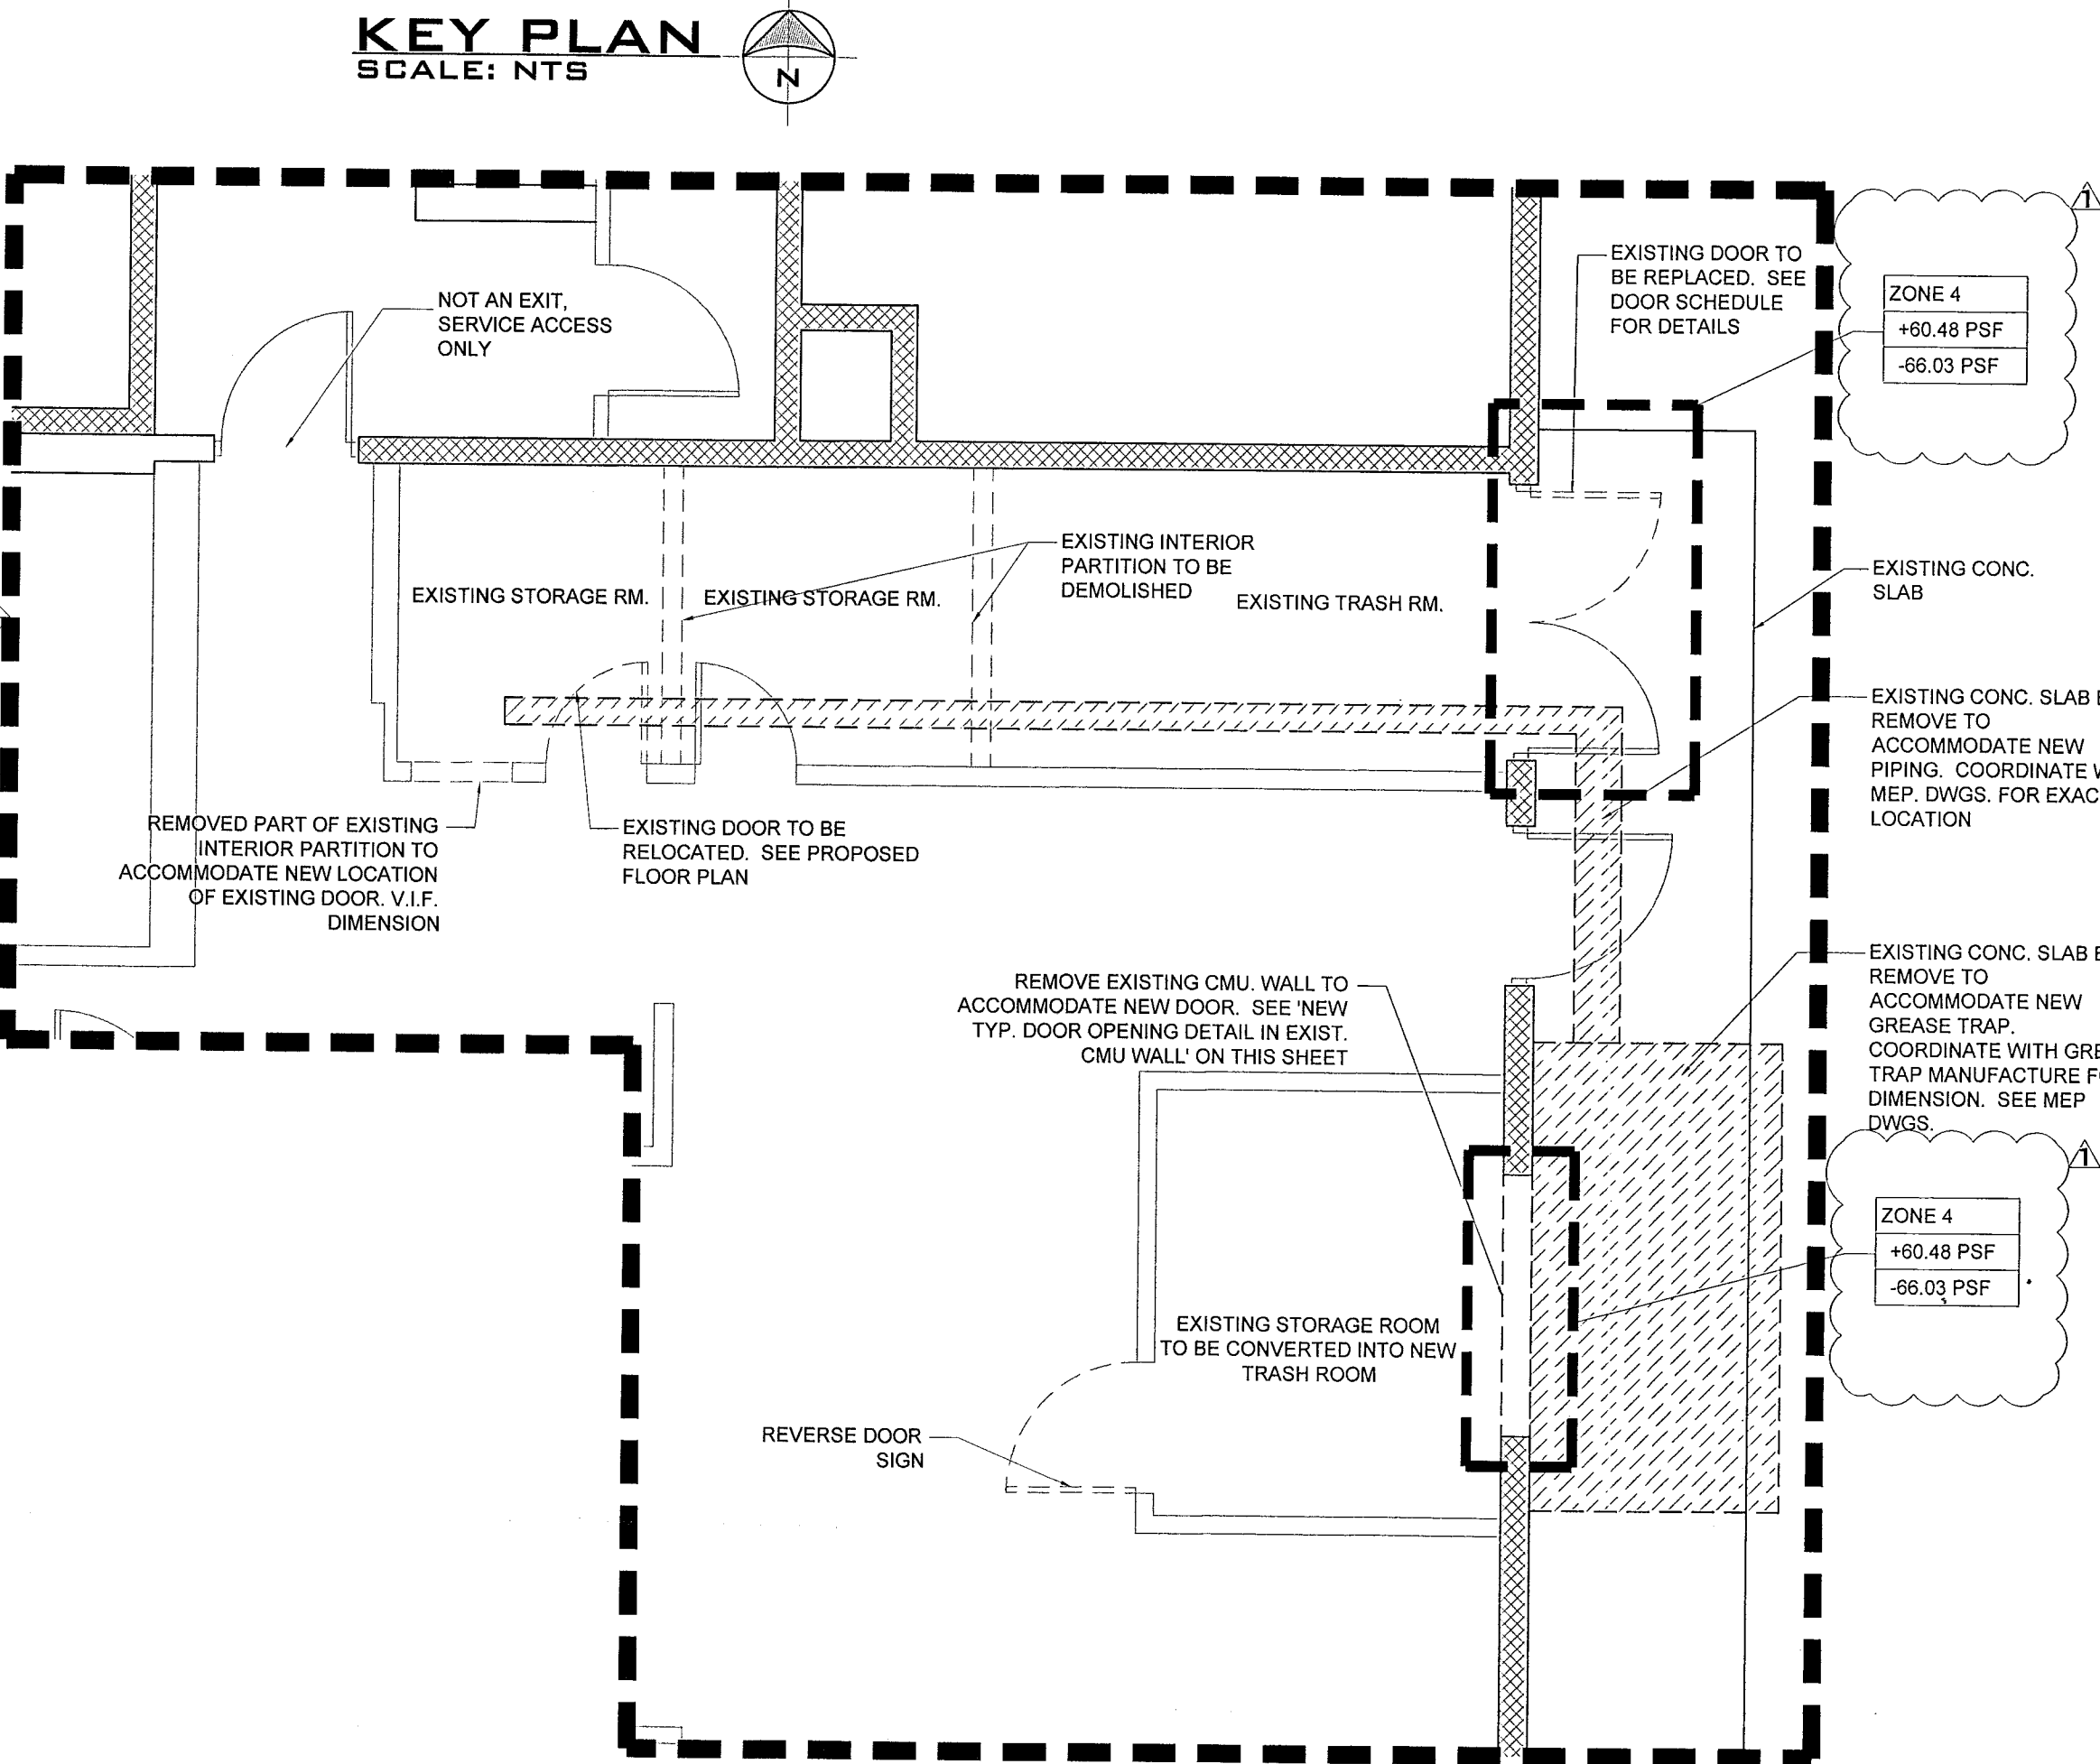 KEY PLAN
SCALE: NTS
N
1
NOT AN EXIT,
SERVICE ACCESS
ONLY
EXISTING DOOR TO
BE REPLACED. SEE
DOOR SCHEDULE
FOR DETAILS
ZONE 4
+60.48 PSF
-66.03 PSF
EXISTING INTERIOR
PARTITION TO BE
DEMOLISHED
EXISTING STORAGE RM.
EXISTING STORAGE RM.
EXISTING TRASH RM.
EXISTING CONC.
SLAB
EXISTING CONC. SLAB
REMOVE TO
ACCOMMODATE NEW
PIPING. COORDINATE
MEP. DWGS. FOR
LOCATION
REMOVED PART OF EXISTING
INTERIOR PARTITION TO
ACCOMMODATE NEW LOCATION
OF EXISTING DOOR. V.I.F.
DIMENSION
EXISTING DOOR TO BE
RELOCATED. SEE PROPOSED
FLOOR PLAN
REMOVE EXISTING CMU. WALL TO
ACCOMMODATE NEW DOOR. SEE 'NEW
TYP. DOOR OPENING DETAIL IN EXIST.
CMU WALL' ON THIS SHEET
EXISTING CONC. SLAB
REMOVE TO
ACCOMMODATE NEW
GREASE TRAP.
COORDINATE WITH
TRAP MANUFACTURE
DIMENSION. SEE MEP
DWGS.
1
ZONE 4
+60.48 PSF
-66.03 PSF
EXISTING STORAGE ROOM
TO BE CONVERTED INTO NEW
TRASH ROOM
REVERSE DOOR
SIGN